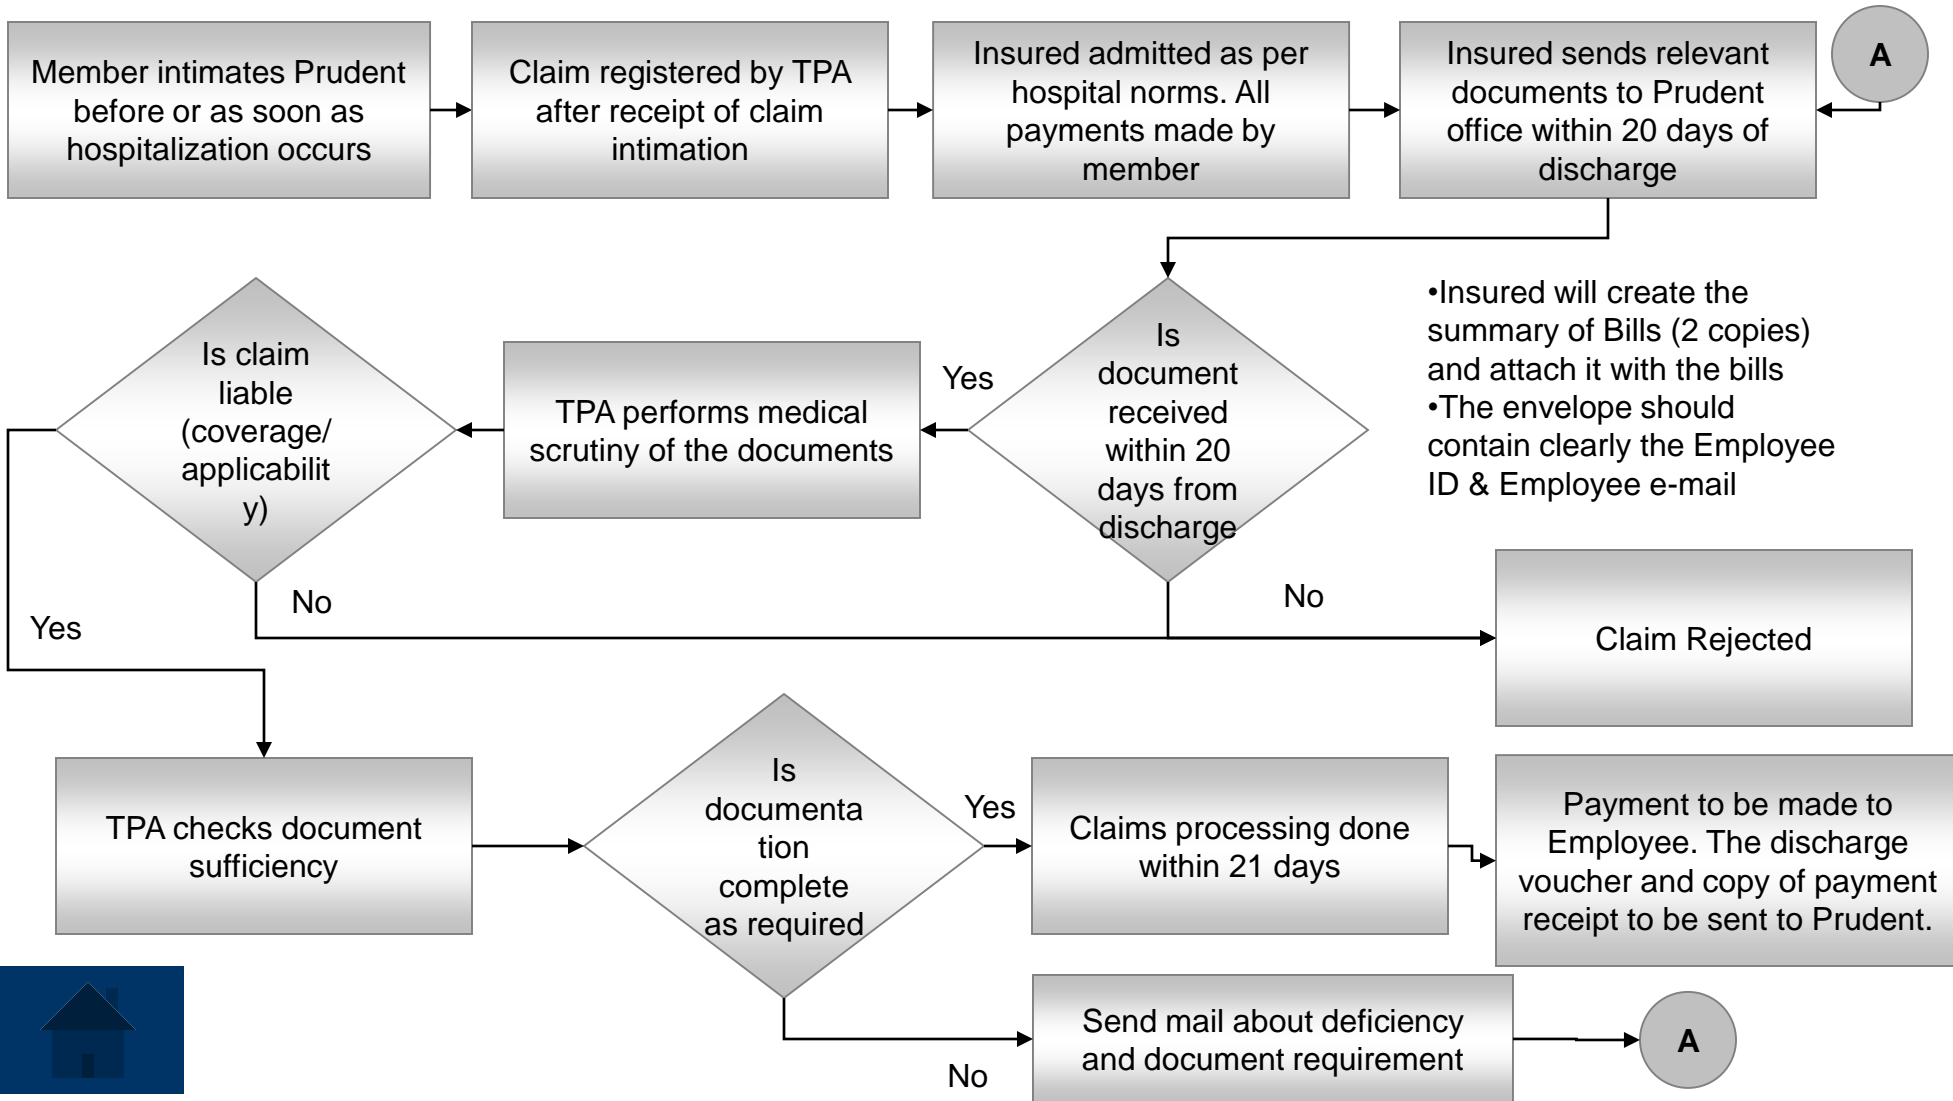 Member intimates Prudent
before or as soon as
hospitalization occurs
Claim registered by TPA
after receipt of claim
intimation
Insured admitted as per
hospital norms. All
payments made by
member
Insured sends relevant
documents to Prudent
office within 20 days of
discharge
A
•Insured will create the
summary of Bills (2 copies)
and attach it with the bills
•The envelope should
contain clearly the Employee
ID & Employee e-mail
Is
document
received
within 20
days from
discharge
Yes
No
TPA performs medical
scrutiny of the documents
Is claim
liable
(coverage/
applicabilit
y)
No
Yes
Claim Rejected
TPA checks document
sufficiency
Is
documenta
tion
complete
as required
Yes
Claims processing done
within 21 days
Payment to be made to
Employee. The discharge
voucher and copy of payment
receipt to be sent to Prudent.
No
Send mail about deficiency
and document requirement
A